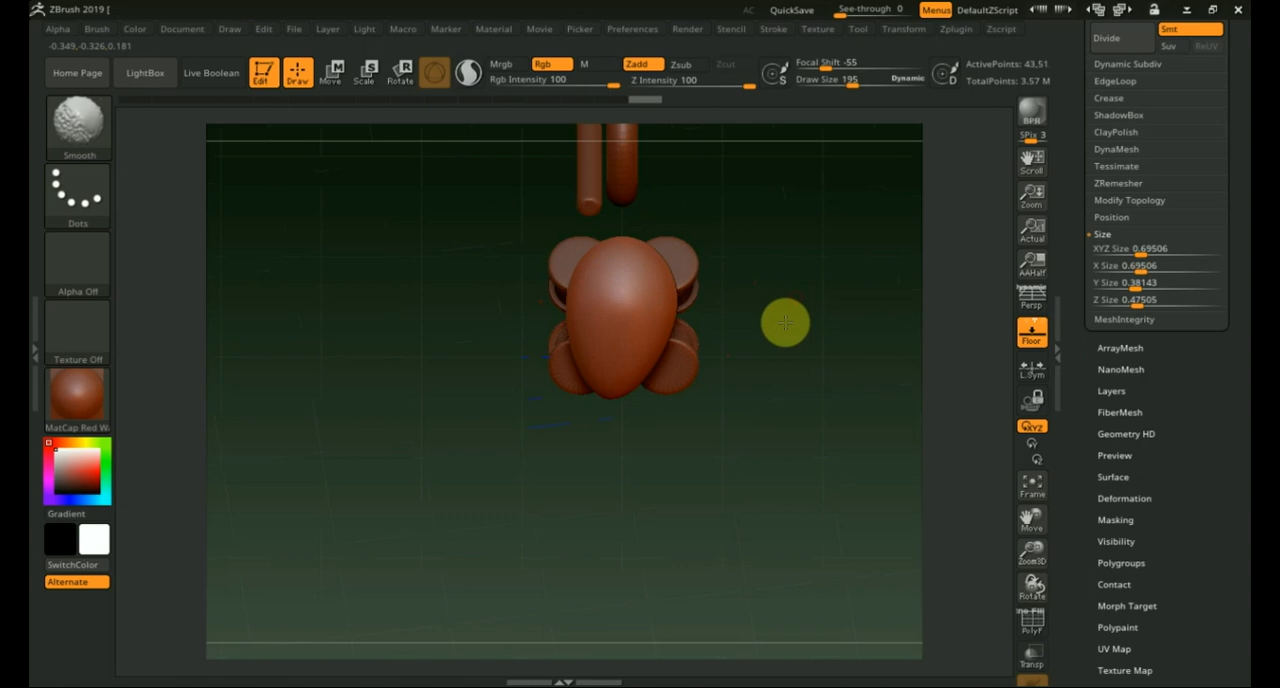 ZBrush 2019 [
AC QuickSave See-through 0 Menus DefaultZScript
Alpha Brush Color Document Draw Edit File Layer Light Macro Marker Material Movie Picker Preferences Render Stencil Stroke Texture Tool Transform Zplugin Zscript
-0.349,-0.326,0.181
Home Page LightBox Live Boolean Edit Draw Move Scale Rotate
Mrgb Rgb M Zadd Zsub Zcut
Rgb Intensity 100 Z Intensity 100
S Focal Shift -55
Draw Size 195 Dynamic
D ActivePoints: 43,51
TotalPoints: 3.57 M
Smooth
Dots
Alpha Off
Texture Off
MatCap Red W
Gradient
SwitchColor
Alternate
BPR
SPix 3
Scroll
Zoom
Actual
AAHalf
Dynamic
Persp
Floor
L.Sym
XYZ
Frame
Move
Zoom3D
Rotate
PolyF
Transp
Divide Smt
Suv ReUV
Dynamic Subdiv
EdgeLoop
Crease
ShadowBox
ClayPolish
DynaMesh
Tessimate
ZRemesher
Modify Topology
Position
Size
XYZ Size 0.69506
X Size 0.69506
Y Size 0.38143
Z Size 0.47505
MeshIntegrity
ArrayMesh
NanoMesh
Layers
FiberMesh
Geometry HD
Preview
Surface
Deformation
Masking
Visibility
Polygroups
Contact
Morph Target
Polypaint
UV Map
Texture Map